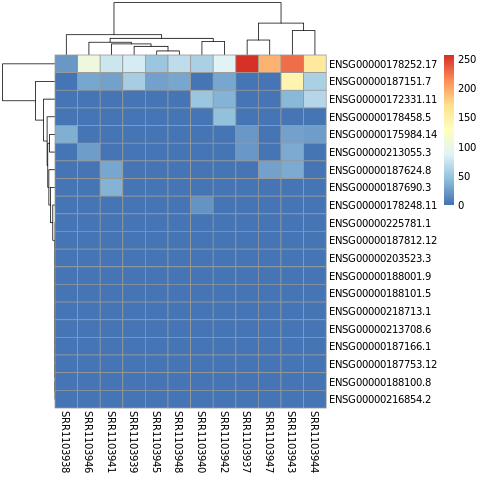 250
200
150
100
50
0
ENSG00000178252.17
ENSG00000187151.7
ENSG00000172331.11
ENSG00000178458.5
ENSG00000175984.14
ENSG00000213055.3
ENSG00000187624.8
ENSG00000187690.3
ENSG00000178248.11
ENSG00000225781.1
ENSG00000187812.12
ENSG00000203523.3
ENSG00000188001.9
ENSG00000188101.5
ENSG00000218713.1
ENSG00000213708.6
ENSG00000187166.1
ENSG00000187753.12
ENSG00000188100.8
ENSG00000216854.2
SRR1103938
SRR1103946
SRR1103941
SRR1103939
SRR1103945
SRR1103948
SRR1103940
SRR1103942
SRR1103937
SRR1103947
SRR1103943
SRR1103944